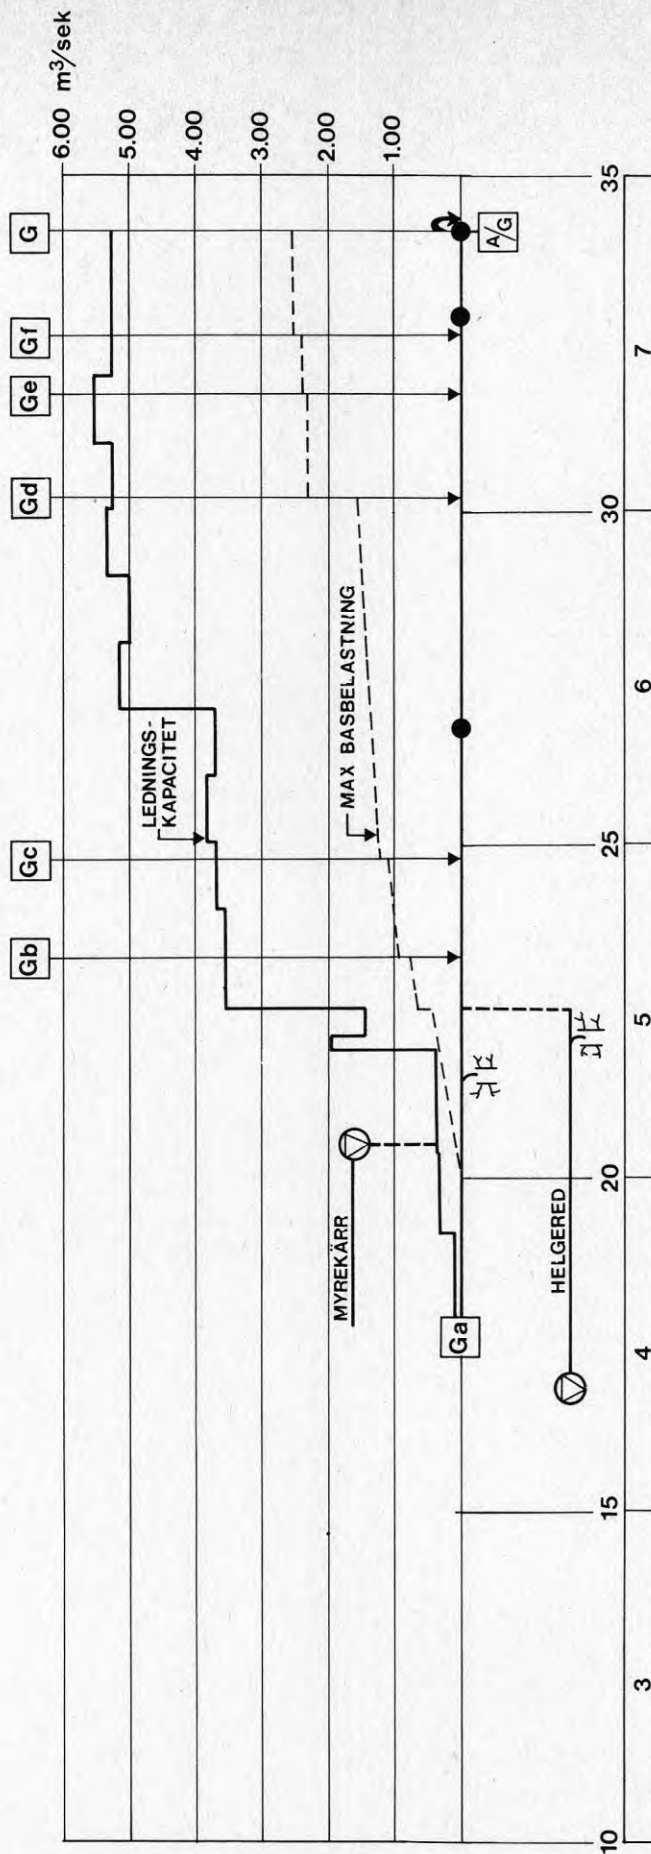 6.00 m³/sek
5.00
4.00
3.00
2.00
1.00
G
Gf
Ge
Gd
Gc
Gb
Ga
A/G
LEDNINGS-
KAPACITET
MAX BASBELASTNING
MYREKÄRR
HELGERED
35
30
25
20
15
10
7
6
5
4
3